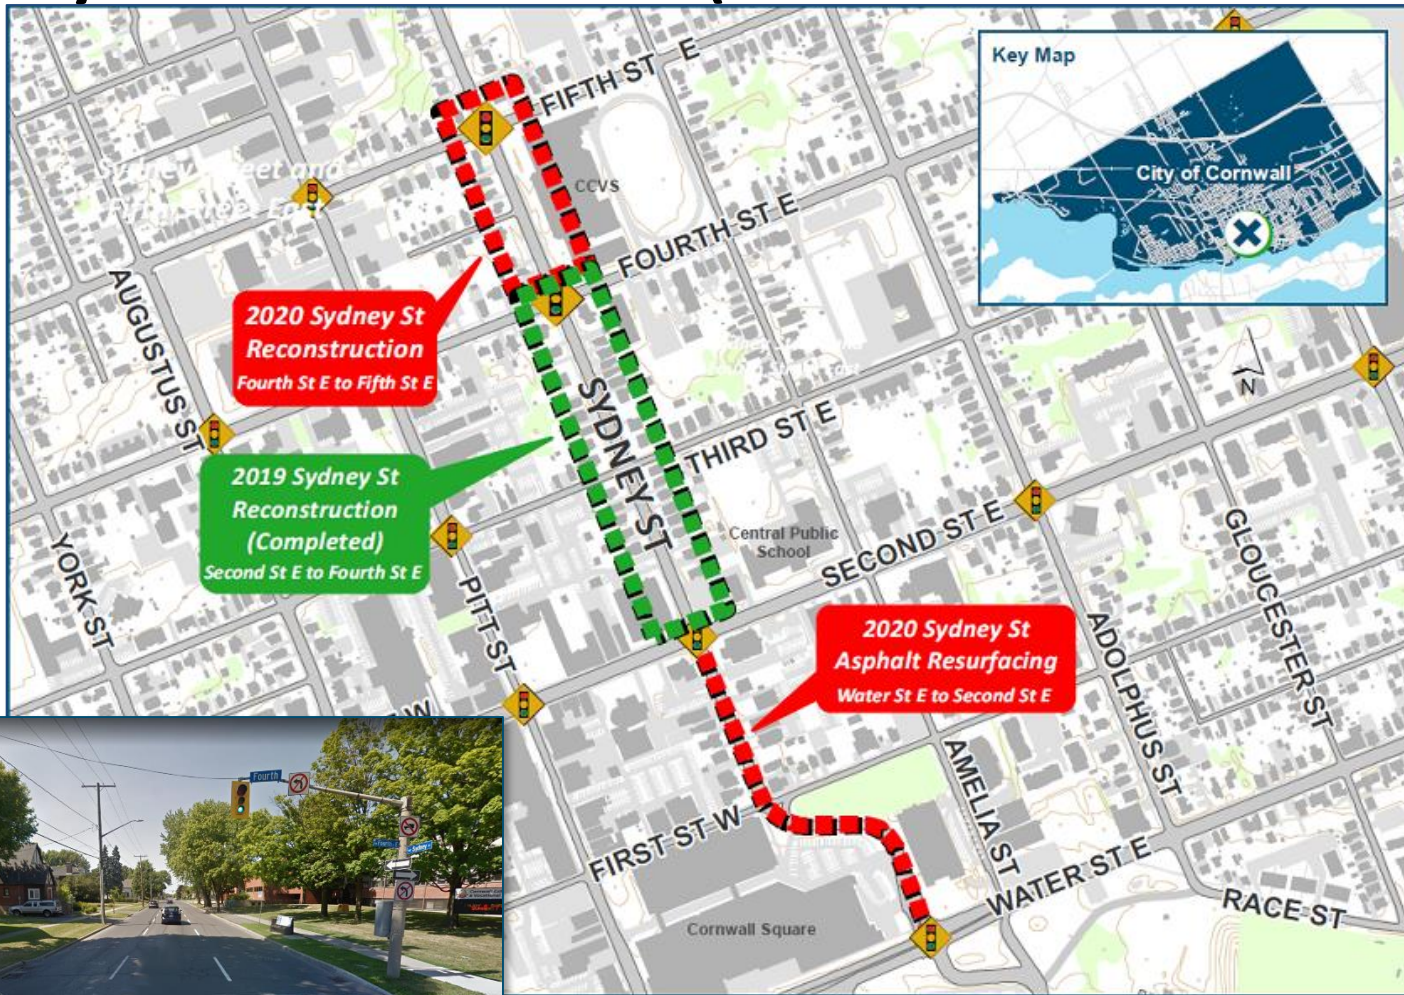 FIFTH ST E
Key Map
City of Cornwall
CCVS
FOURTH ST E
AUGUSTUS ST
2020 Sydney St
Reconstruction
Fourth St E to Fifth St E
N
SYDNEY ST
THIRD ST E
2019 Sydney St
Reconstruction
(Completed)
Second St E to Fourth St E
Central Public
School
SECOND ST E
GLOUCESTER ST
YORK ST
PITT ST
2020 Sydney St
Asphalt Resurfacing
Water St E to Second St E
ADOLPHUS ST
W
AMELIA ST
FIRST ST W
WATER ST E
RACE ST
Cornwall Square
Fourth
Sydney